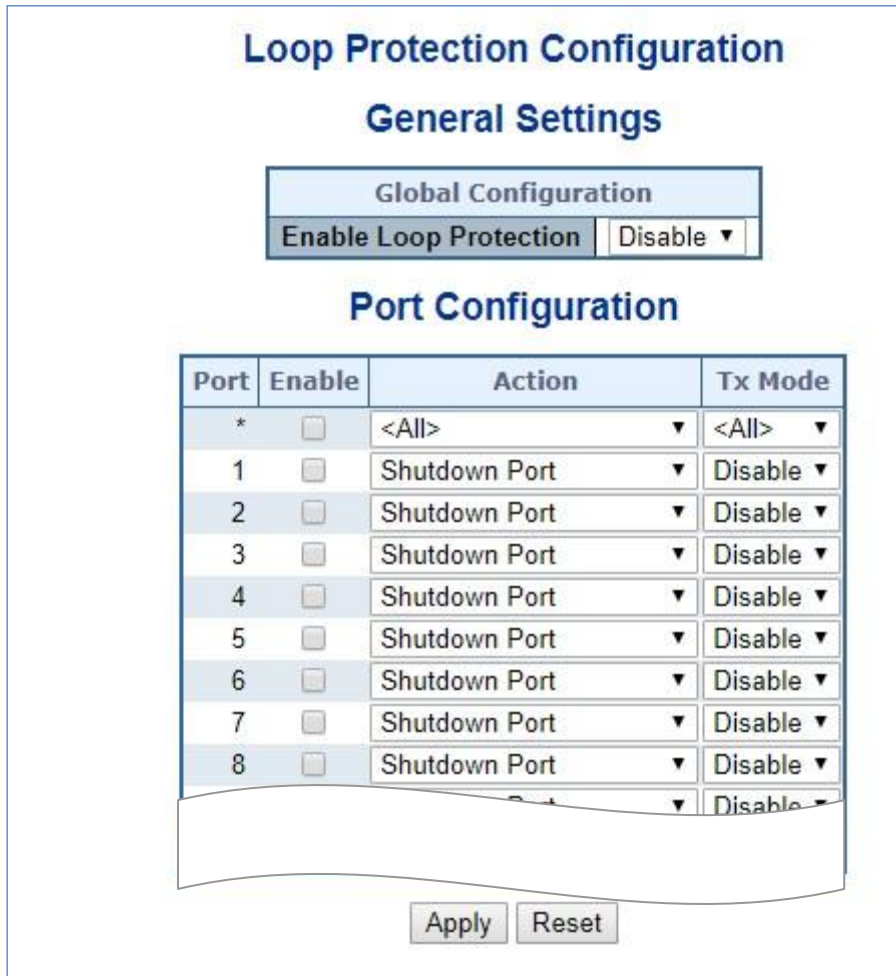 Loop Protection Configuration
General Settings
Global Configuration
Enable Loop Protection Disable
Port Configuration
Port Enable Action Tx Mode
* <All> <All>
1 Shutdown Port Disable
2 Shutdown Port Disable
3 Shutdown Port Disable
4 Shutdown Port Disable
5 Shutdown Port Disable
6 Shutdown Port Disable
7 Shutdown Port Disable
8 Shutdown Port Disable
Disable
Apply Reset